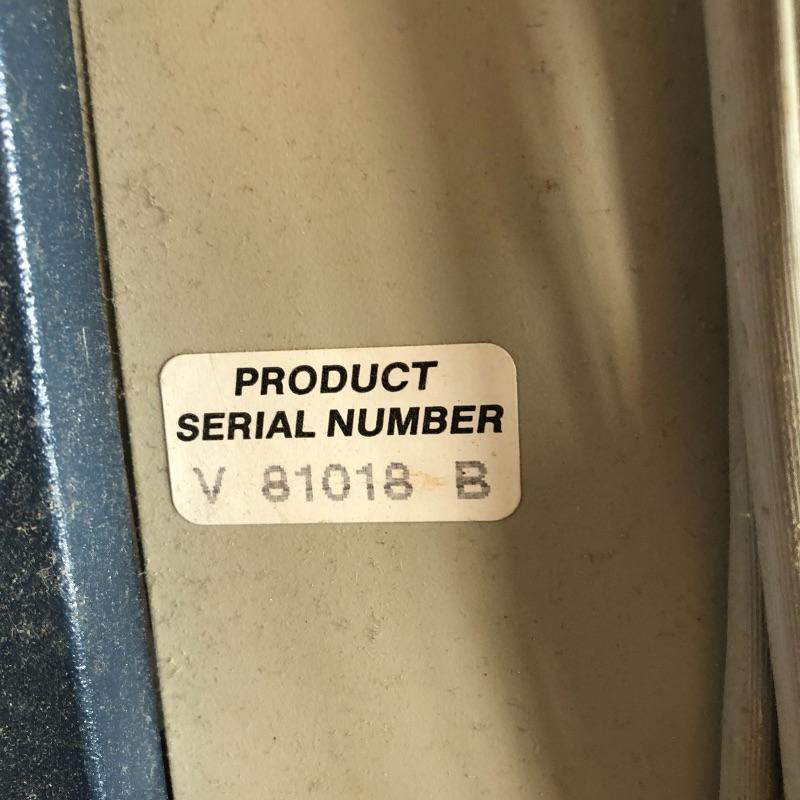 PRODUCT
SERIAL NUMBER
V 81018 B